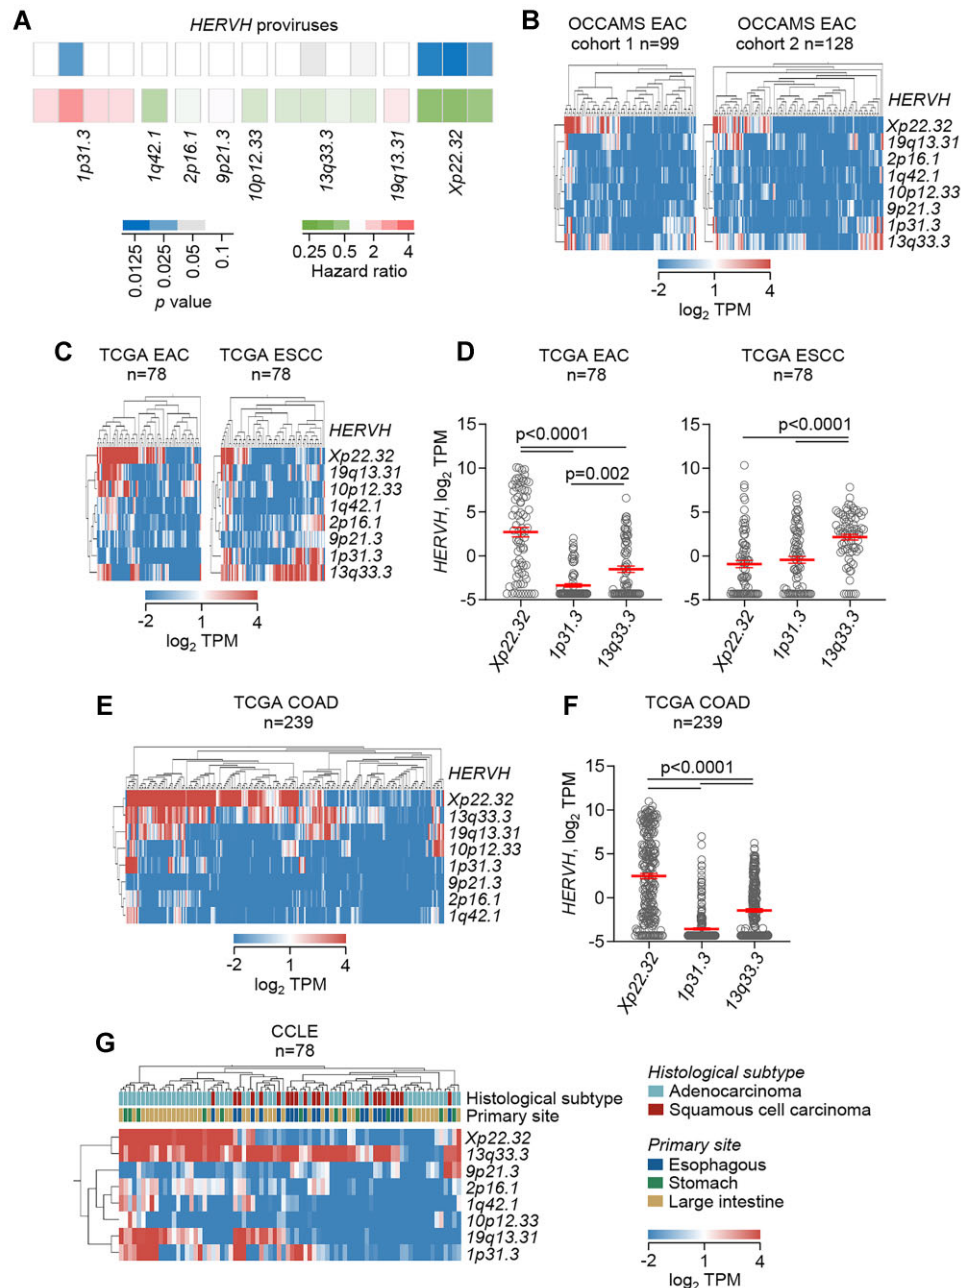 A
HERVH proviruses
1p31.3
1q42.1
2p16.1
9p21.3
10p12.33
13q33.3
19q13.31
Xp22.32
0.0125
0.025
0.05
0.1
p value
0.25 0.5 2 4
Hazard ratio
B
OCCAMS EAC
cohort 1 n=99
OCCAMS EAC
cohort 2 n=128
HERVH
Xp22.32
19q13.31
2p16.1
1q42.1
10p12.33
9p21.3
1p31.3
13q33.3
-2 1 4
log2 TPM
C
TCGA EAC
n=78
TCGA ESCC
n=78
HERVH
Xp22.32
19q13.31
10p12.33
1q42.1
2p16.1
9p21.3
1p31.3
13q33.3
-2 1 4
log2 TPM
D
TCGA EAC
n=78
HERVH, log2 TPM
15
10
5
0
-5
p<0.0001
p=0.002
Xp22.32
1p31.3
13q33.3
TCGA ESCC
n=78
15
10
5
0
-5
p<0.0001
Xp22.32
1p31.3
13q33.3
E
TCGA COAD
n=239
HERVH
Xp22.32
13q33.3
19q13.31
10p12.33
1p31.3
9p21.3
2p16.1
1q42.1
-2 1 4
log2 TPM
F
TCGA COAD
n=239
HERVH, log2 TPM
15
10
5
0
-5
p<0.0001
Xp22.32
1p31.3
13q33.3
G
CCLE
n=78
Histological subtype
Primary site
Xp22.32
13q33.3
9p21.3
2p16.1
1q42.1
10p12.33
19q13.31
1p31.3
Histological subtype
Adenocarcinoma
Squamous cell carcinoma
Primary site
Esophagous
Stomach
Large intestine
-2 1 4
log2 TPM